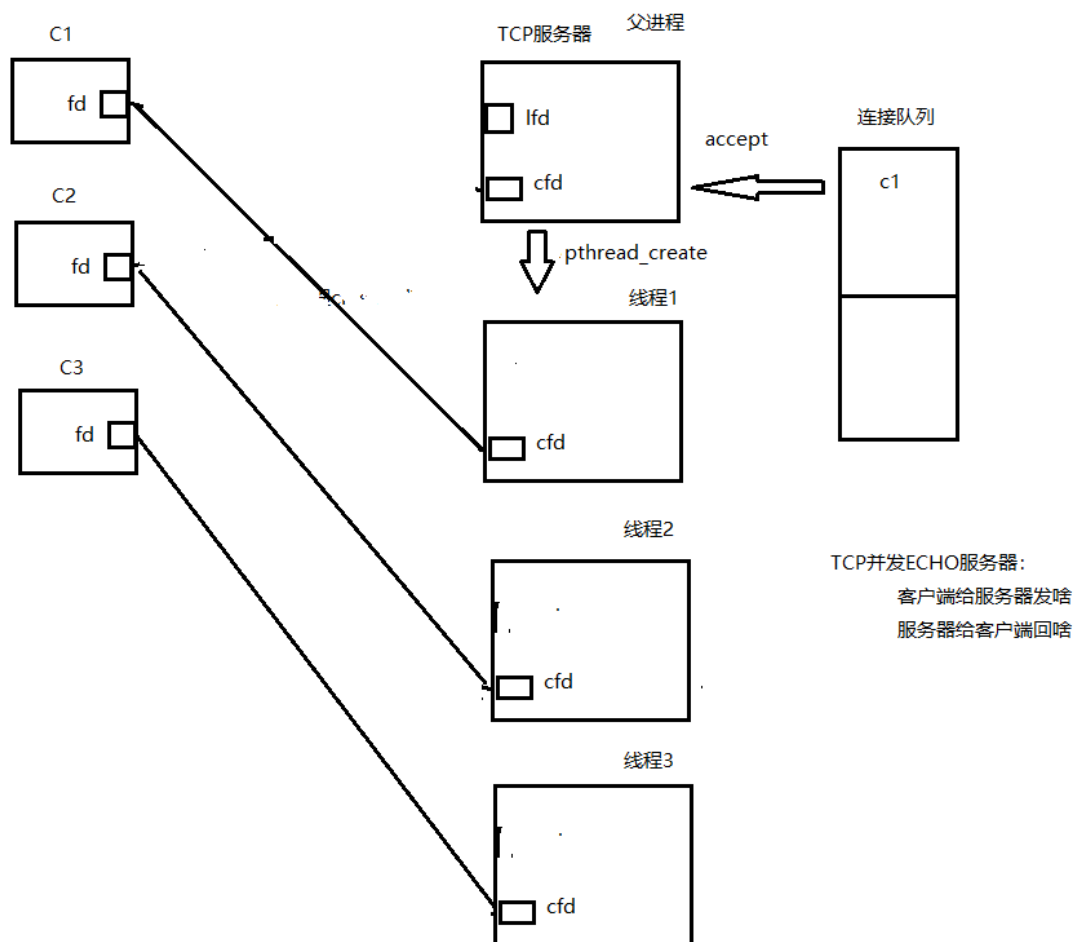 C1
fd
C2
fd
C3
fd
TCP服务器
父进程
lfd
cfd
accept
连接队列
c1
pthread_create
线程1
cfd
线程2
cfd
线程3
cfd
TCP并发ECHO服务器：
客户端给服务器发啥
服务器给客户端回啥